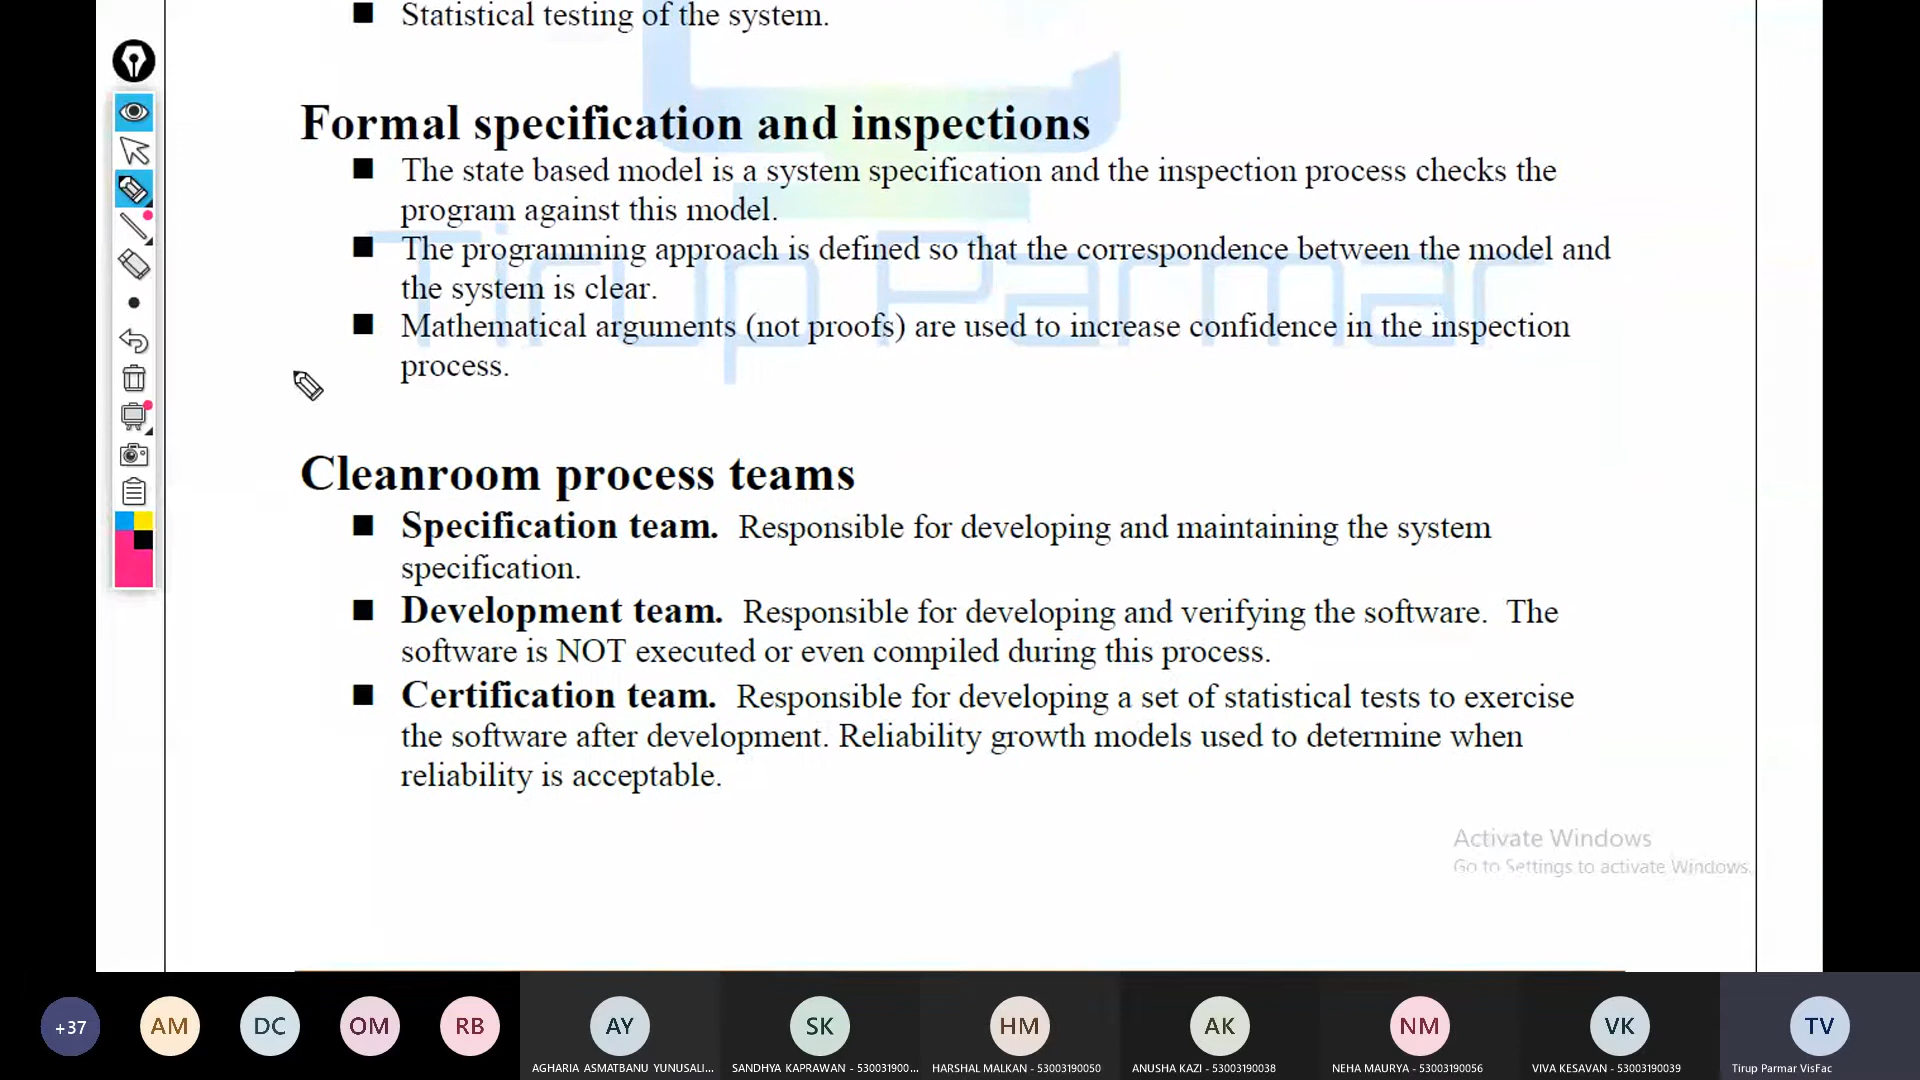 ■ Statistical testing of the system.
Formal specification and inspections
■ The state based model is a system specification and the inspection process checks the
program against this model.
■ The programming approach is defined so that the correspondence between the model and
the system is clear.
■ Mathematical arguments (not proofs) are used to increase confidence in the inspection
process.
Tirup Parmar
Cleanroom process teams
■ Specification team. Responsible for developing and maintaining the system
specification.
■ Development team. Responsible for developing and verifying the software. The
software is NOT executed or even compiled during this process.
■ Certification team. Responsible for developing a set of statistical tests to exercise
the software after development. Reliability growth models used to determine when
reliability is acceptable.
Activate Windows
Go to Settings to activate Windows.
+37 AM DC OM RB AY SK HM AK NM VK TV
AGHARIA ASMATBANU YUNUSALI... SANDHYA KAPRAWAN - 530031900... HARSHAL MALKAN - 53003190050 ANUSHA KAZI - 53003190038 NEHA MAURYA - 53003190056 VIVA KESAVAN - 53003190039 Tirup Parmar VisFac